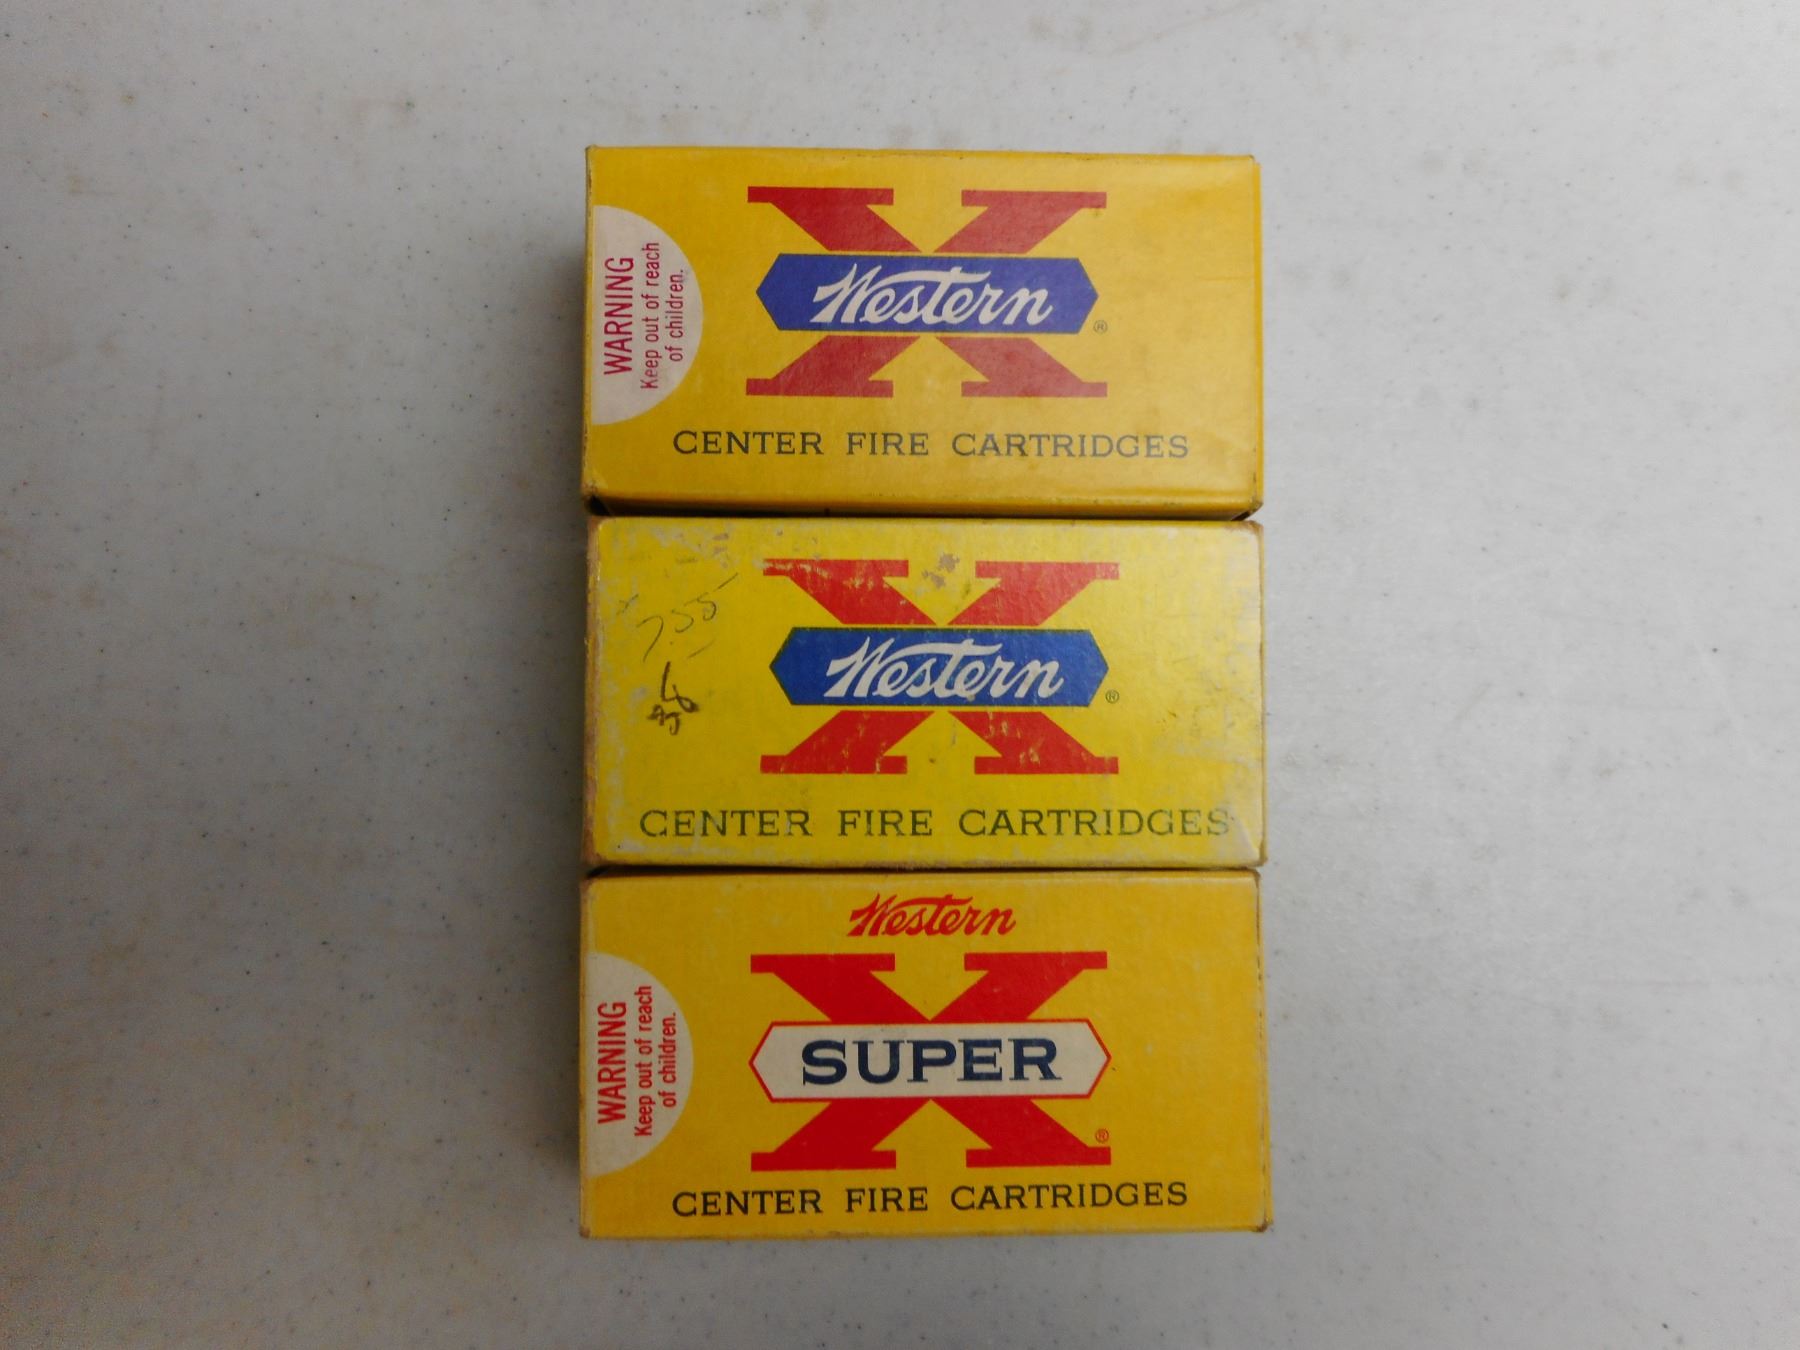 WARNING
Keep out of reach
of children.
X
Western ®
CENTER FIRE CARTRIDGES
7.55
38
X
Western ®
CENTER FIRE CARTRIDGES
WARNING
Keep out of reach
of children.
Western
X
SUPER
®
CENTER FIRE CARTRIDGES